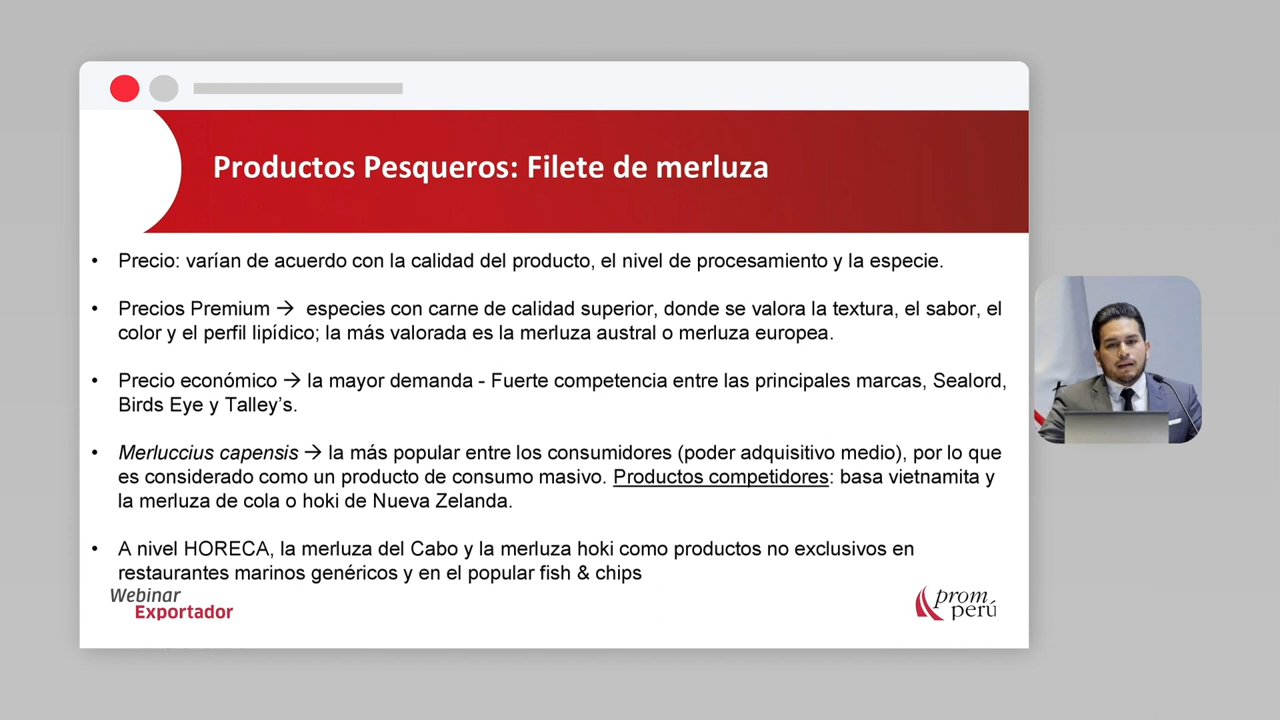 Productos Pesqueros: Filete de merluza
• Precio: varían de acuerdo con la calidad del producto, el nivel de procesamiento y la especie.
• Precios Premium → especies con carne de calidad superior, donde se valora la textura, el sabor, el
color y el perfil lipídico; la más valorada es la merluza austral o merluza europea.
• Precio económico → la mayor demanda - Fuerte competencia entre las principales marcas, Sealord,
Birds Eye y Talley’s.
• Merluccius capensis → la más popular entre los consumidores (poder adquisitivo medio), por lo que
es considerado como un producto de consumo masivo. Productos competidores: basa vietnamita y
la merluza de cola o hoki de Nueva Zelanda.
• A nivel HORECA, la merluza del Cabo y la merluza hoki como productos no exclusivos en
restaurantes marinos genéricos y en el popular fish & chips
Webinar
Exportador
prom
perú